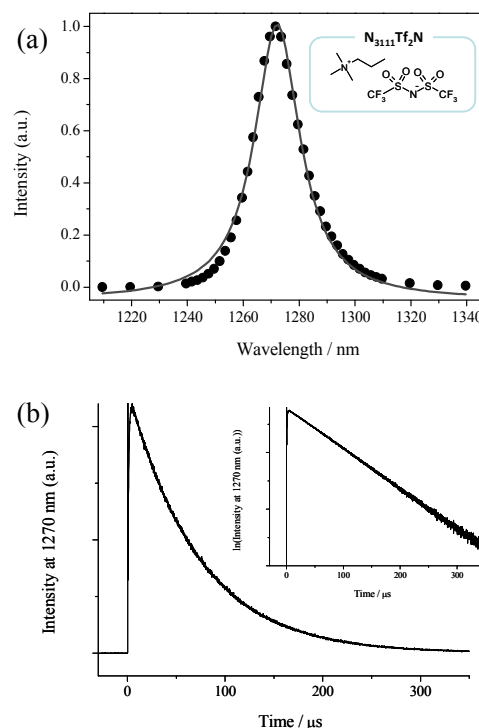 (a)
Intensity (a.u.)
1.0
0.8
0.6
0.4
0.2
0.0
N3111Tf2N
N+
O O O O
S N- S
CF3 CF3
1220 1240 1260 1280 1300 1320 1340
Wavelength / nm
(b)
Intensity at 1270 nm (a.u.)
ln(Intensity at 1270 nm (a.u.))
0 100 200 300
Time / μs
0 100 200 300
Time / μs